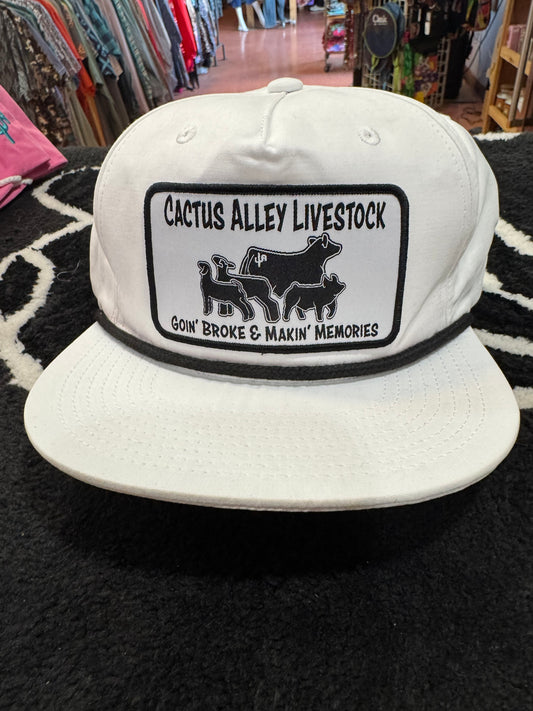 Cactus Alley Livestock
Goin' Broke & Makin' Memories